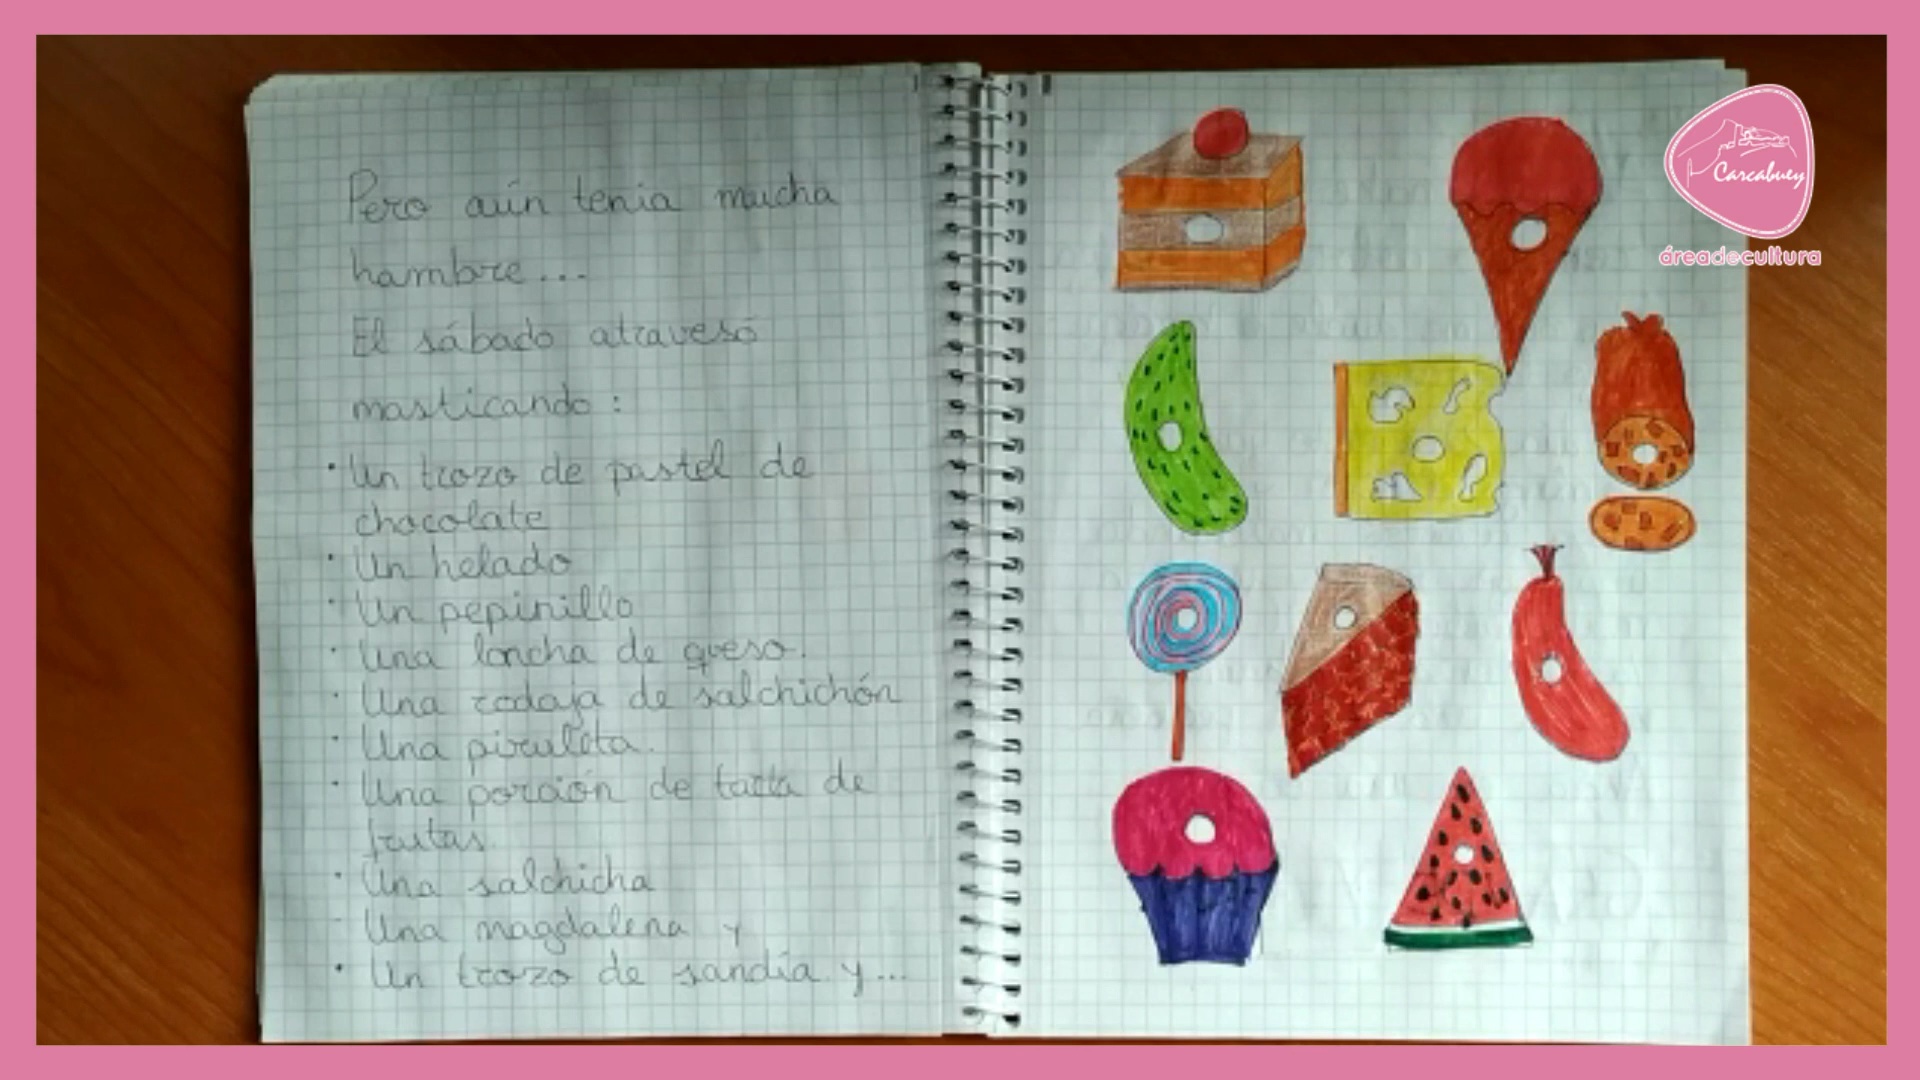 Pero aún tenia mucha
hambre...
El sábado atravesó
masticando:
· Un trozo de pastel de
chocolate
· Un helado
· Un pepinillo
· Una loncha de queso.
· Una rodaja de salchichón
· Una piruleta.
· Una porción de tarta de
frutas.
· Una salchicha
- Una magdalena y
· Un trozo de sandía y...
Carcabuey
áreadecultura